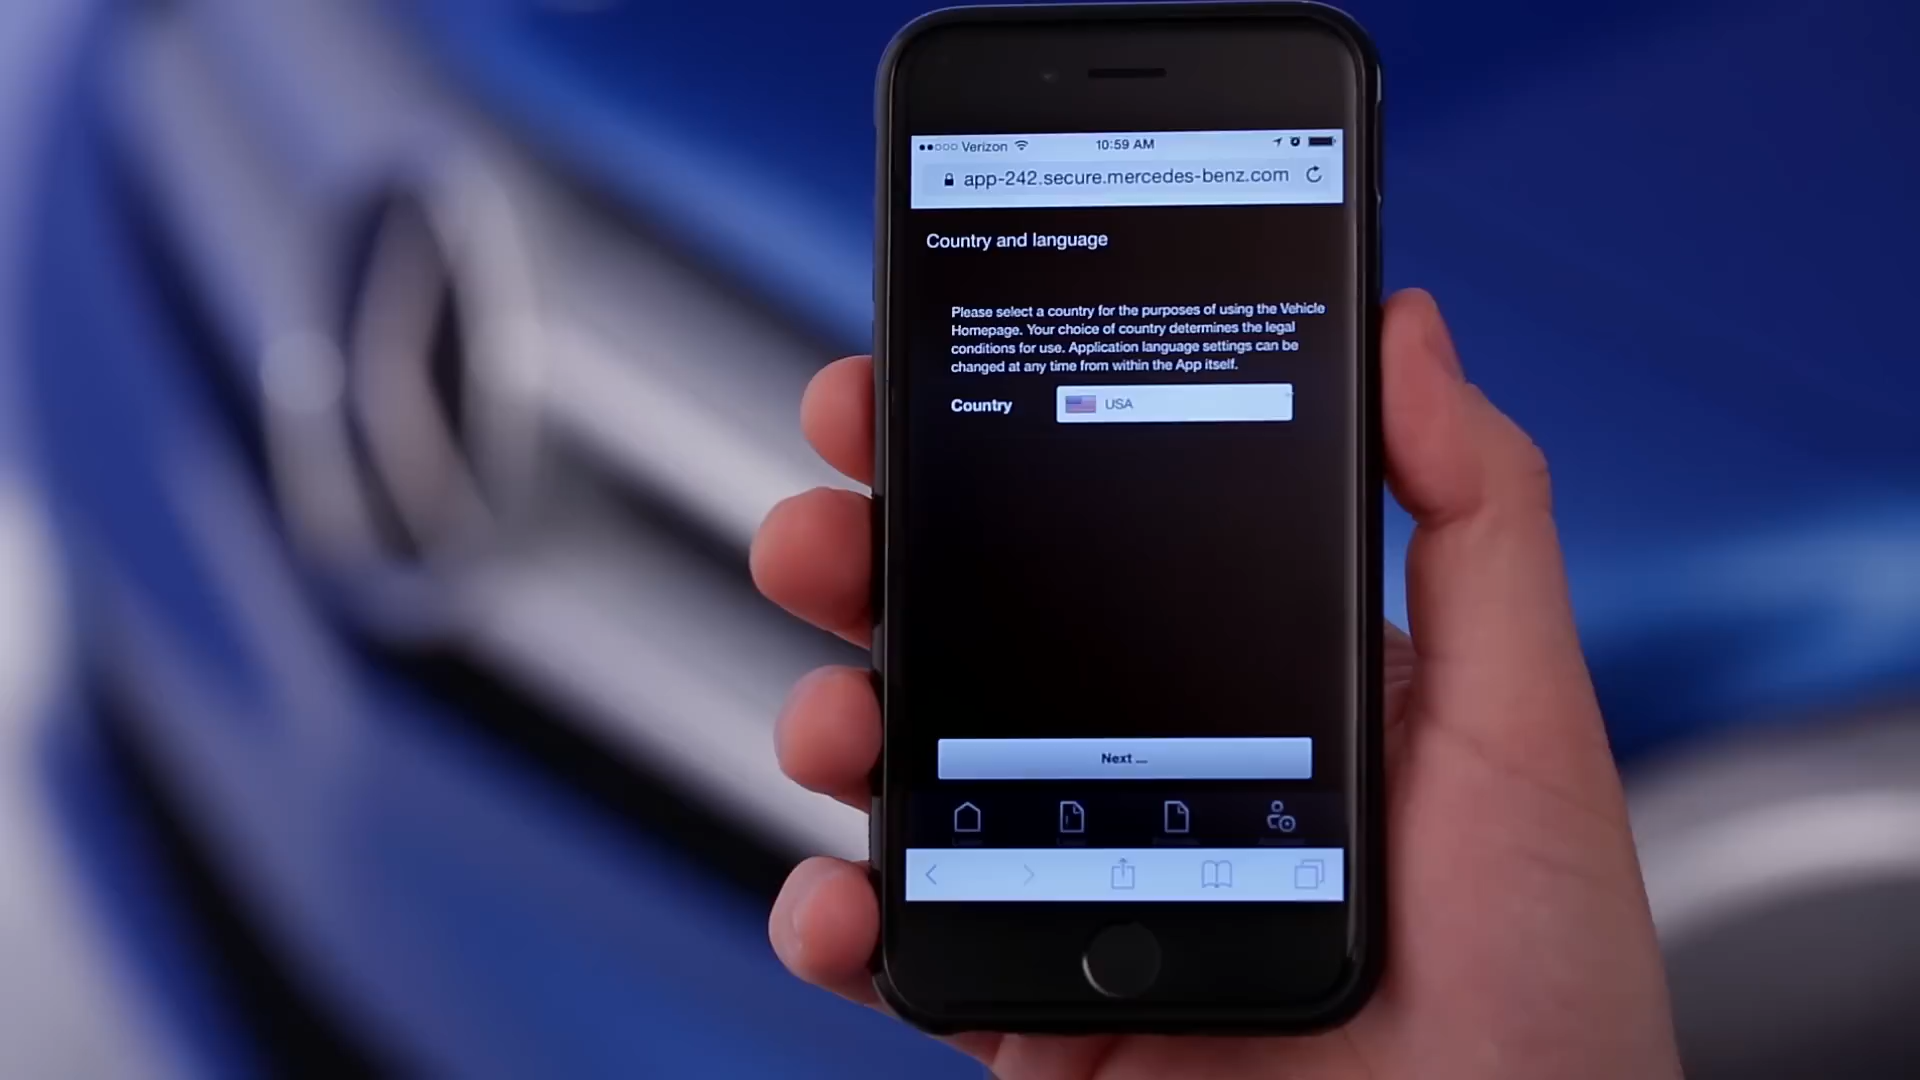 Verizon 10:59 AM
app-242.secure.mercedes-benz.com
Country and language
Please select a country for the purposes of using the Vehicle
Homepage. Your choice of country determines the legal
conditions for use. Application language settings can be
changed at any time from within the App itself.
Country USA
Next ...